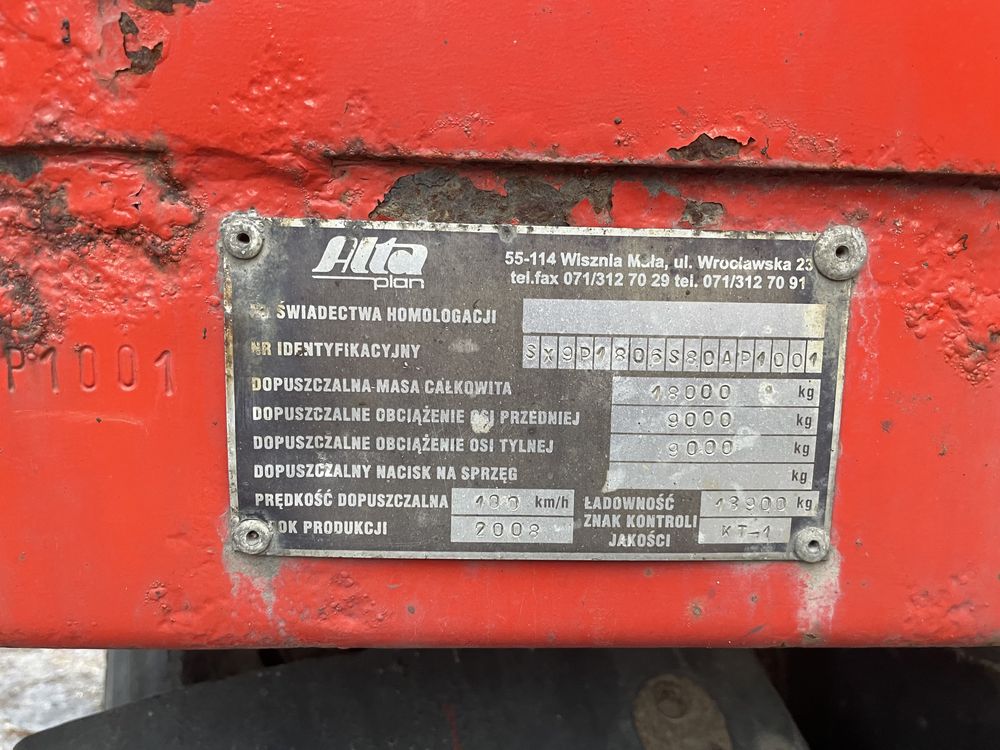 Alta
plan
55-114 Wisznia Mała, ul. Wrocławska 23
tel.fax 071/312 70 29 tel. 071/312 70 91
ŚWIADECTWA HOMOLOGACJI
NR IDENTYFIKACYJNY SX9P1806S80AP1001
DOPUSZCZALNA MASA CAŁKOWITA 18000 kg
DOPUSZCZALNE OBCIĄŻENIE OSI PRZEDNIEJ 9000 kg
DOPUSZCZALNE OBCIĄŻENIE OSI TYLNEJ 9000 kg
DOPUSZCZALNY NACISK NA SPRZĘG kg
PRĘDKOŚĆ DOPUSZCZALNA 100 km/h ŁADOWNOŚĆ 13900 kg
ROK PRODUKCJI 2008 ZNAK KONTROLI JAKOŚCI KT-1
P1001